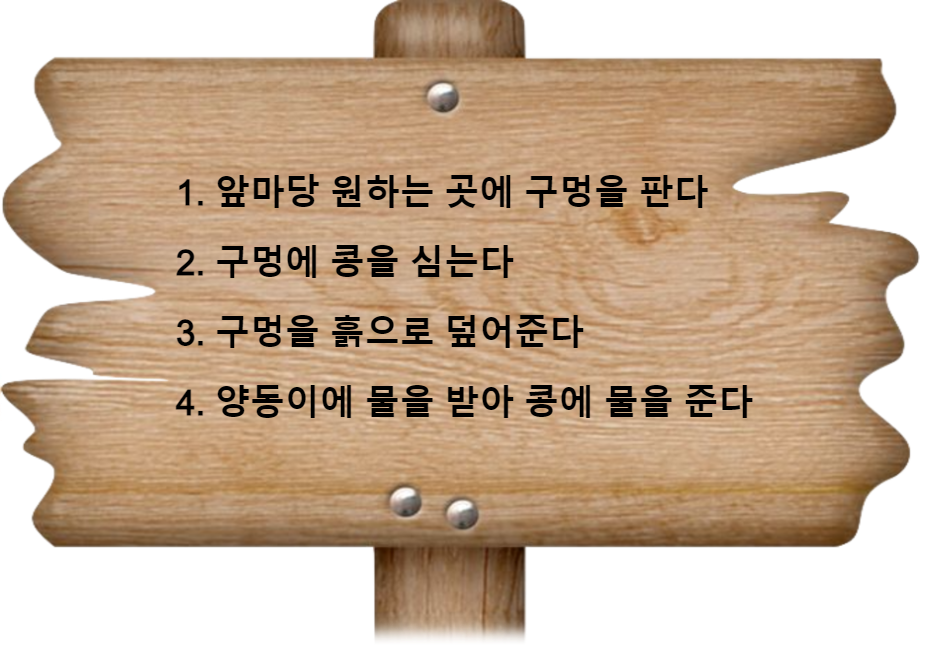 1. 앞마당 원하는 곳에 구멍을 판다
2. 구멍에 콩을 심는다
3. 구멍을 흙으로 덮어준다
4. 양동이에 물을 받아 콩에 물을 준다